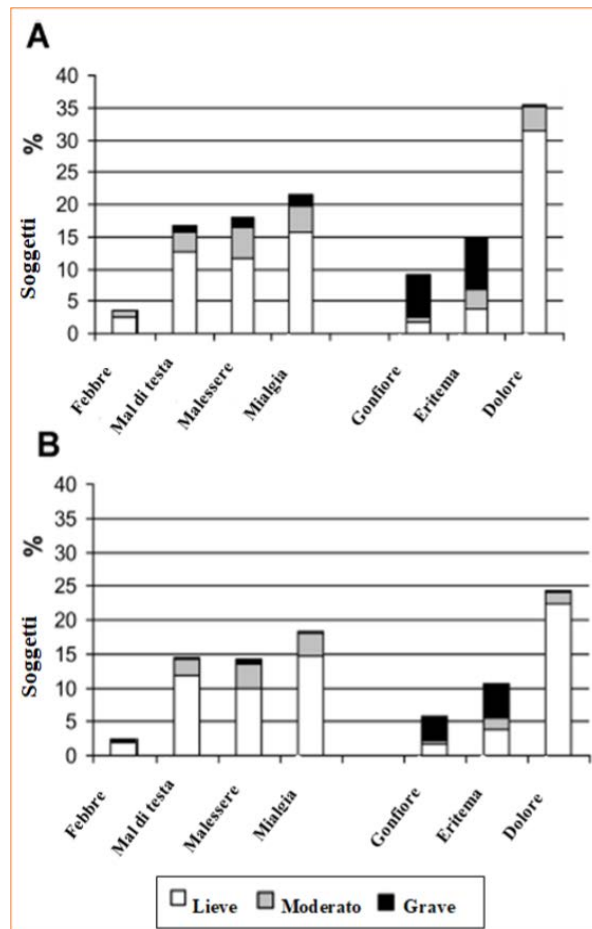 A
40
35
30
25
20
15
10
5
0
%
Soggetti
Febbre
Mal di testa
Malessere
Mialgia
Gonfiore
Eritema
Dolore
B
40
35
30
25
20
15
10
5
0
%
Soggetti
Febbre
Mal di testa
Malessere
Mialgia
Gonfiore
Eritema
Dolore
Lieve Moderato Grave